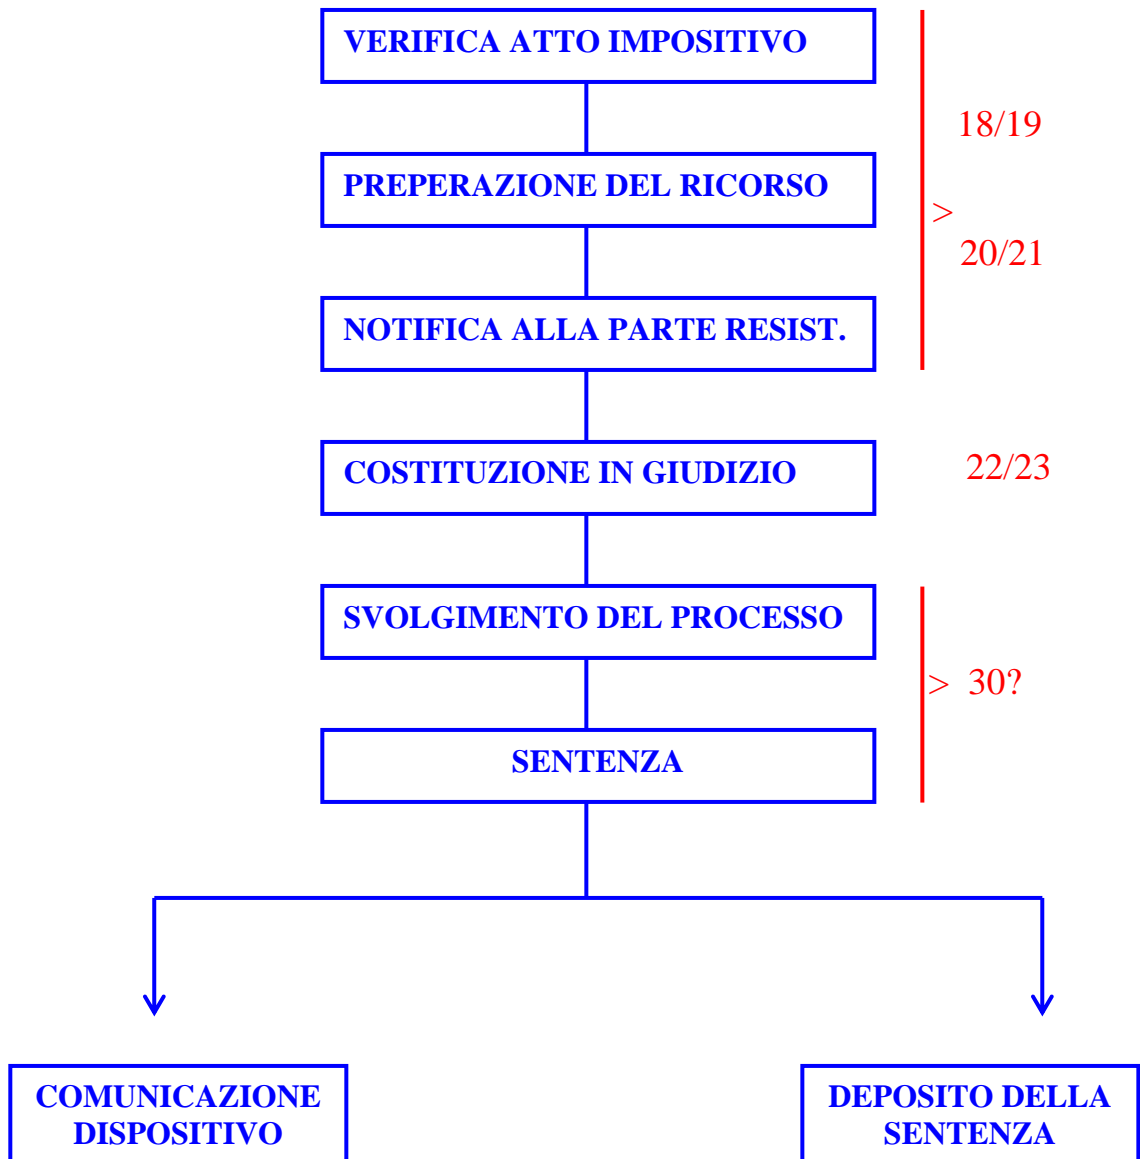 VERIFICA ATTO IMPOSITIVO
18/19
PREPERAZIONE DEL RICORSO
>
20/21
NOTIFICA ALLA PARTE RESIST.
COSTITUZIONE IN GIUDIZIO
22/23
SVOLGIMENTO DEL PROCESSO
> 30?
SENTENZA
COMUNICAZIONE
DISPOSITIVO
DEPOSITO DELLA
SENTENZA